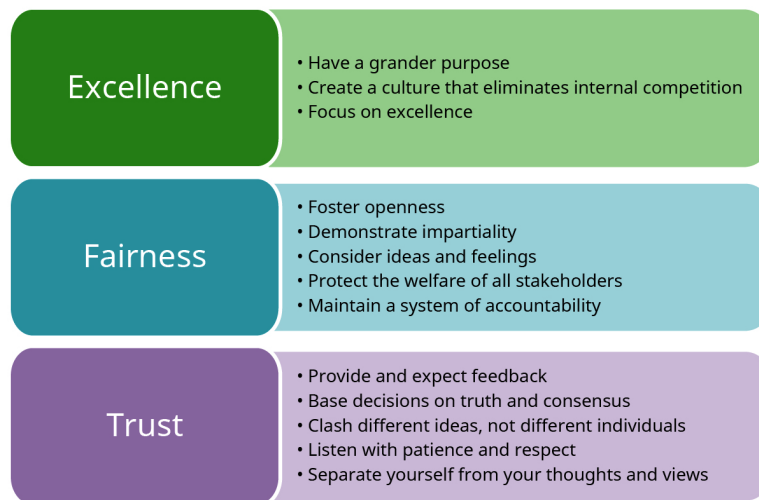 Excellence
• Have a grander purpose
• Create a culture that eliminates internal competition
• Focus on excellence
Fairness
• Foster openness
• Demonstrate impartiality
• Consider ideas and feelings
• Protect the welfare of all stakeholders
• Maintain a system of accountability
Trust
• Provide and expect feedback
• Base decisions on truth and consensus
• Clash different ideas, not different individuals
• Listen with patience and respect
• Separate yourself from your thoughts and views